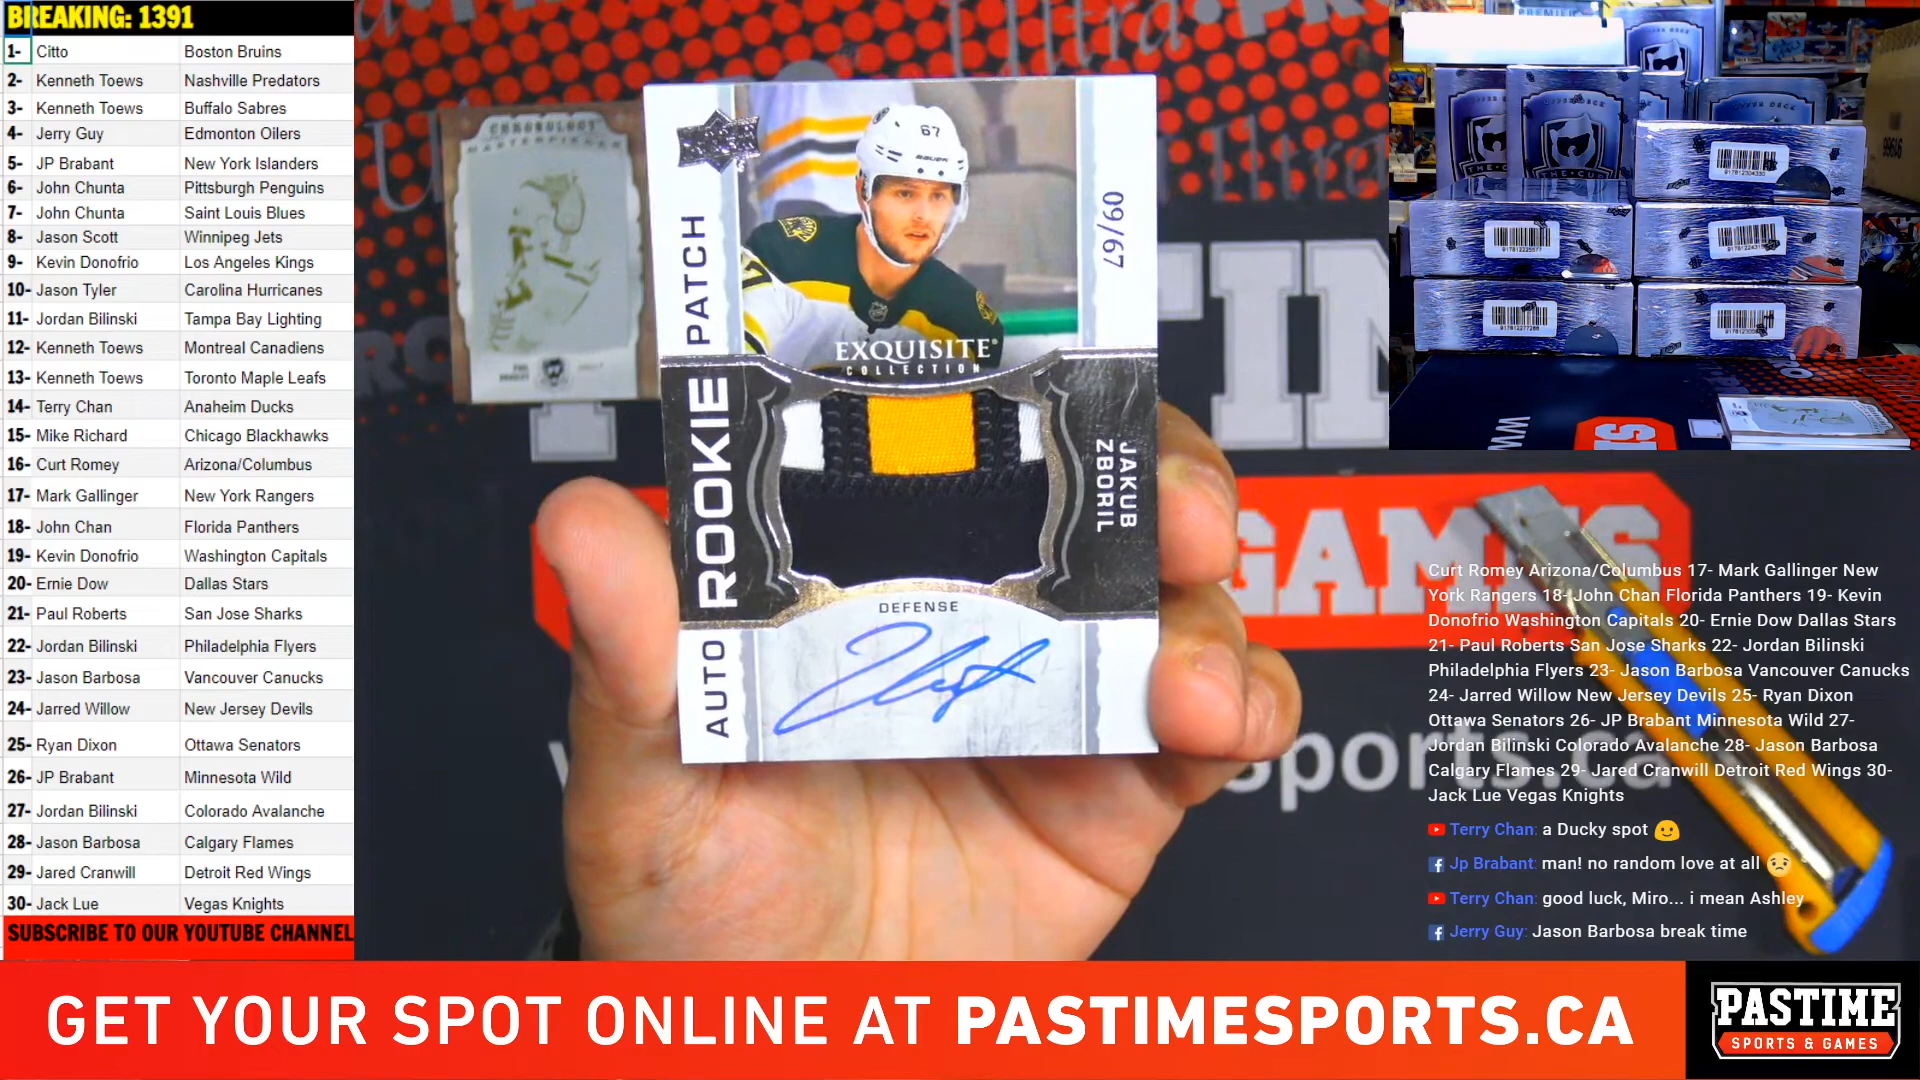 BREAKING: 1391
1- Citto Boston Bruins
2- Kenneth Toews Nashville Predators
3- Kenneth Toews Buffalo Sabres
4- Jerry Guy Edmonton Oilers
5- JP Brabant New York Islanders
6- John Chunta Pittsburgh Penguins
7- John Chunta Saint Louis Blues
8- Jason Scott Winnipeg Jets
9- Kevin Donofrio Los Angeles Kings
10- Jason Tyler Carolina Hurricanes
11- Jordan Bilinski Tampa Bay Lighting
12- Kenneth Toews Montreal Canadiens
13- Kenneth Toews Toronto Maple Leafs
14- Terry Chan Anaheim Ducks
15- Mike Richard Chicago Blackhawks
16- Curt Romey Arizona/Columbus
17- Mark Gallinger New York Rangers
18- John Chan Florida Panthers
19- Kevin Donofrio Washington Capitals
20- Ernie Dow Dallas Stars
21- Paul Roberts San Jose Sharks
22- Jordan Bilinski Philadelphia Flyers
23- Jason Barbosa Vancouver Canucks
24- Jarred Willow New Jersey Devils
25- Ryan Dixon Ottawa Senators
26- JP Brabant Minnesota Wild
27- Jordan Bilinski Colorado Avalanche
28- Jason Barbosa Calgary Flames
29- Jared Cranwill Detroit Red Wings
30- Jack Lue Vegas Knights
SUBSCRIBE TO OUR YOUTUBE CHANNEL
CHRONOLOGY
MASTERPIECES
67
BAUER
09/67
EXQUISITE
COLLECTION
AUTO ROOKIE PATCH
JAKUB
ZBORIL
DEFENSE
GAMES
sports.ca
THE CUP
THE CUP
Curt Romey Arizona/Columbus 17- Mark Gallinger New
York Rangers 18- John Chan Florida Panthers 19- Kevin
Donofrio Washington Capitals 20- Ernie Dow Dallas Stars
21- Paul Roberts San Jose Sharks 22- Jordan Bilinski
Philadelphia Flyers 23- Jason Barbosa Vancouver Canucks
24- Jarred Willow New Jersey Devils 25- Ryan Dixon
Ottawa Senators 26- JP Brabant Minnesota Wild 27-
Jordan Bilinski Colorado Avalanche 28- Jason Barbosa
Calgary Flames 29- Jared Cranwill Detroit Red Wings 30-
Jack Lue Vegas Knights
Terry Chan: a Ducky spot 🙂
Jp Brabant: man! no random love at all 😟
Terry Chan: good luck, Miro... i mean Ashley
Jerry Guy: Jason Barbosa break time
GET YOUR SPOT ONLINE AT PASTIMESPORTS.CA
PASTIME
SPORTS & GAMES